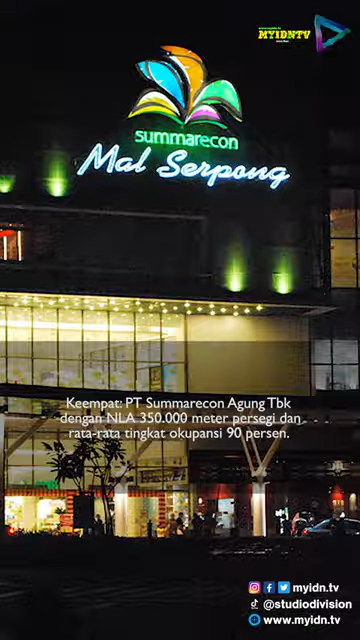 MYIDNTV
summarecon
Mal Serpong
Keempat: PT Summarecon Agung Tbk
dengan NLA 350.000 meter persegi dan
rata-rata tingkat okupansi 90 persen.
myidn.tv
@studiodivision
www.myidn.tv